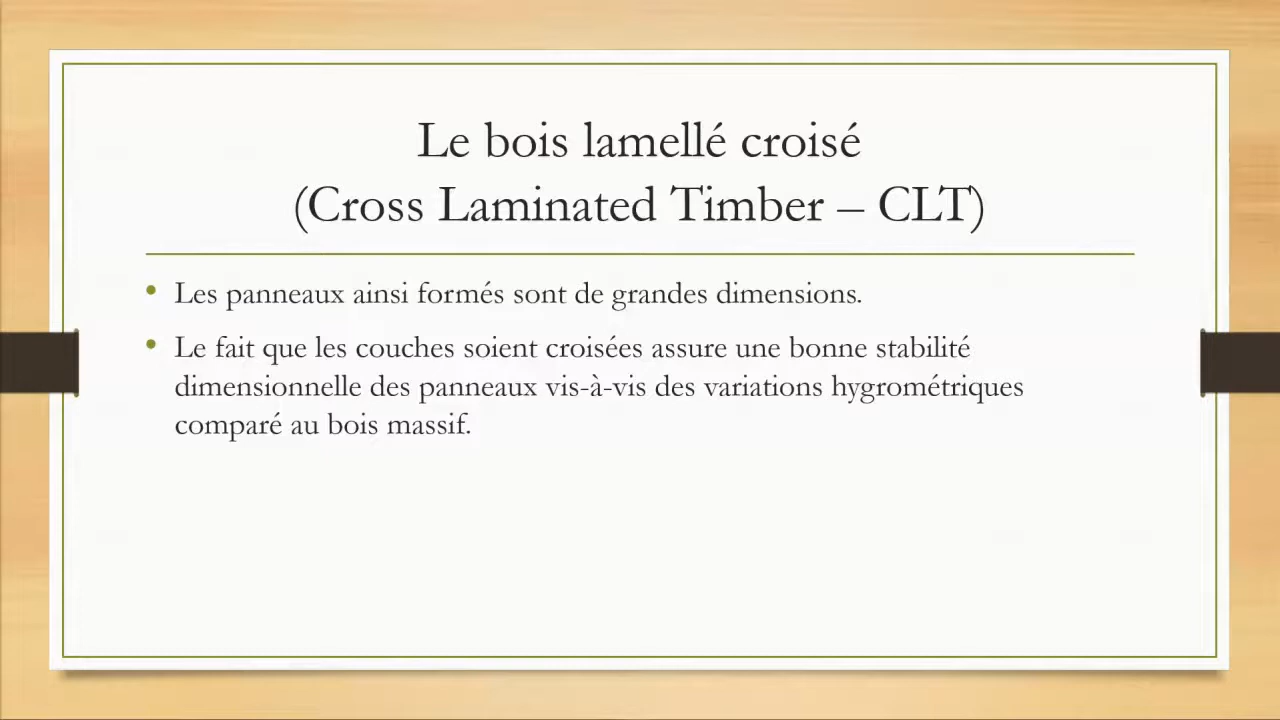 Le bois lamellé croisé
(Cross Laminated Timber – CLT)
• Les panneaux ainsi formés sont de grandes dimensions.
• Le fait que les couches soient croisées assure une bonne stabilité
dimensionnelle des panneaux vis-à-vis des variations hygrométriques
comparé au bois massif.